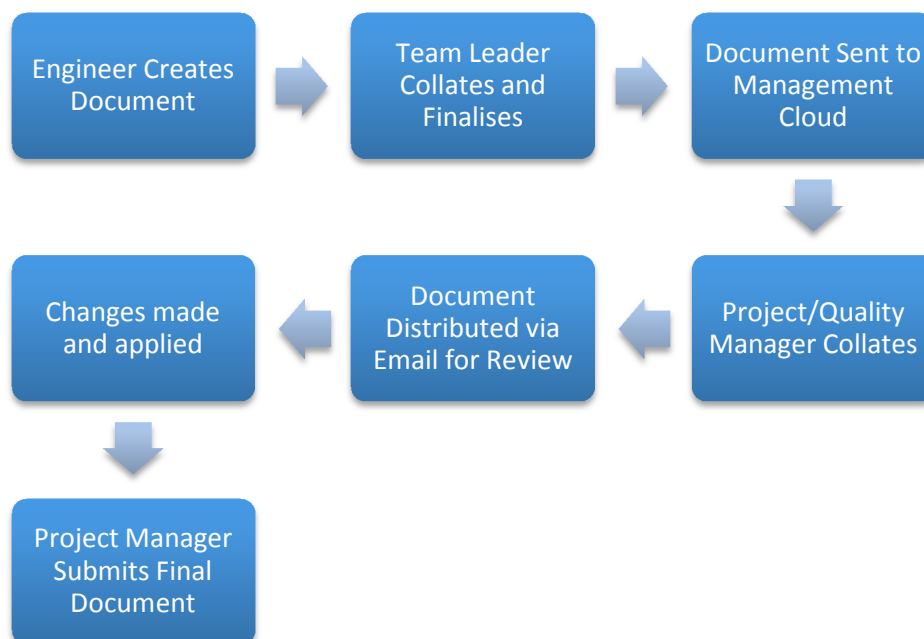 Engineer Creates
Document
Team Leader
Collates and
Finalises
Document Sent to
Management
Cloud
Project/Quality
Manager Collates
Document
Distributed via
Email for Review
Changes made
and applied
Project Manager
Submits Final
Document